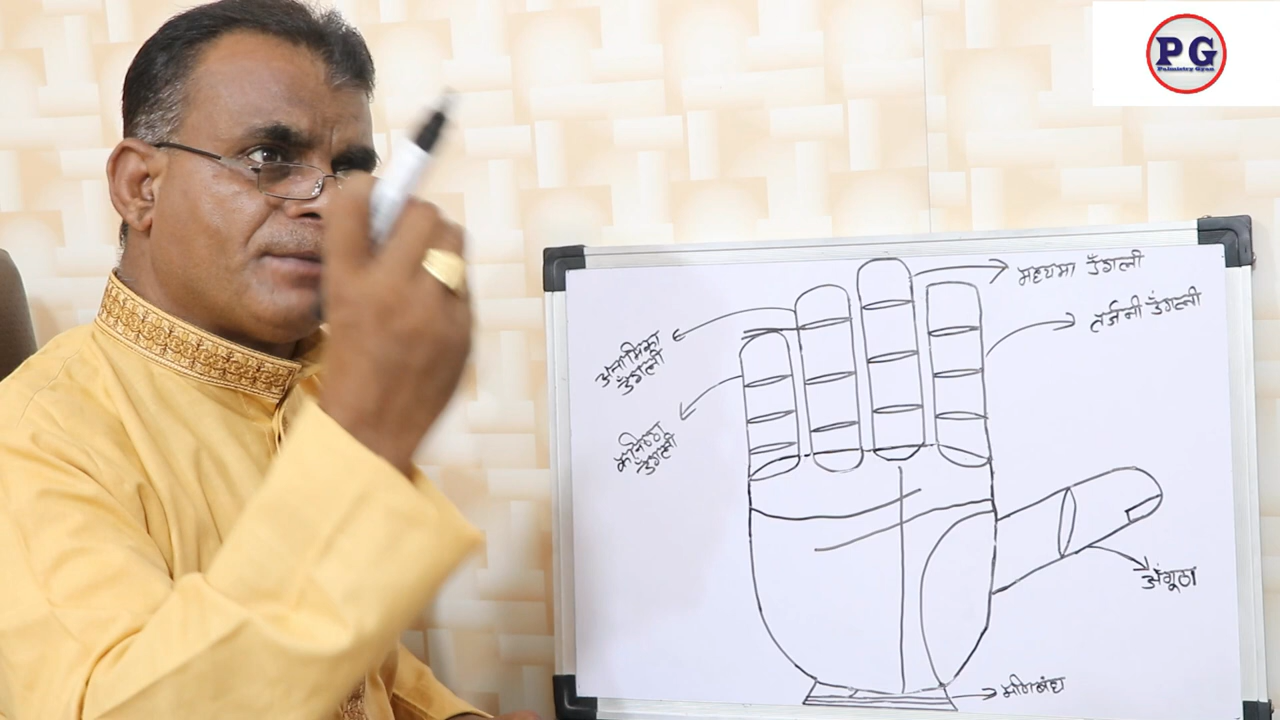 PG
Palmistry Gyan
मध्यमा उँगली
तर्जनी उँगली
अनामिका
उँगली
कनिष्ठा
उँगली
अँगूठा
मणिबंध